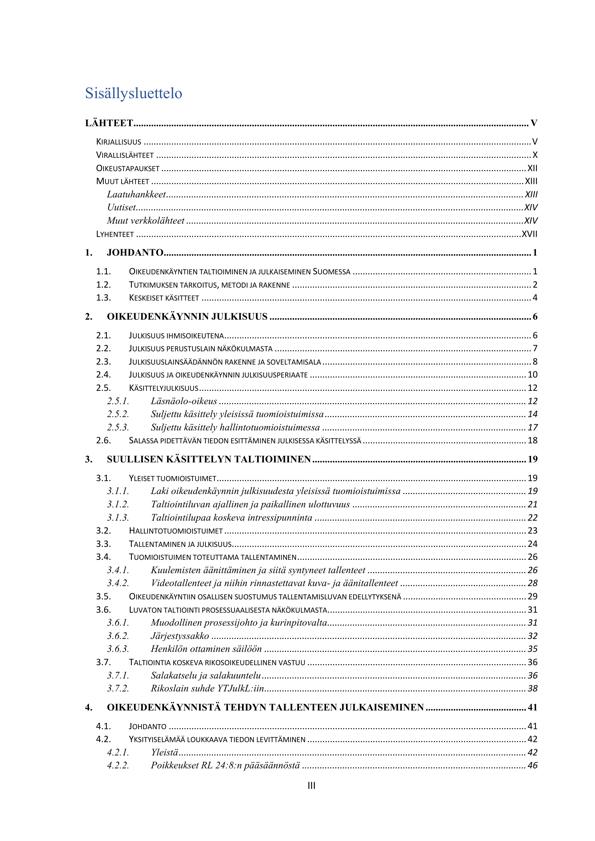 Sisällysluettelo
LÄHTEET.......... V
KIRJALLISUUS .......... V
VIRALLISLÄHTEET .......... X
OIKEUSTAPAUKSET .......... XII
MUUT LÄHTEET .......... XIII
Laatuhankkeet.......... XIII
Uutiset.......... XIV
Muut verkkolähteet .......... XIV
LYHENTEET .......... XVII
1. JOHDANTO.......... 1
1.1. OIKEUDENKÄYNTIEN TALTIOIMINEN JA JULKAISEMINEN SUOMESSA .......... 1
1.2. TUTKIMUKSEN TARKOITUS, METODI JA RAKENNE .......... 2
1.3. KESKEISET KÄSITTEET .......... 4
2. OIKEUDENKÄYNNIN JULKISUUS .......... 6
2.1. JULKISUUS IHMISOIKEUTENA.......... 6
2.2. JULKISUUS PERUSTUSLAIN NÄKÖKULMASTA .......... 7
2.3. JULKISUUSLAINSÄÄDÄNNÖN RAKENNE JA SOVELTAMISALA .......... 8
2.4. JULKISUUS JA OIKEUDENKÄYNNIN JULKISUUSPERIAATE .......... 10
2.5. KÄSITTELYJULKISUUS.......... 12
2.5.1. Läsnäolo-oikeus .......... 12
2.5.2. Suljettu käsittely yleisissä tuomioistuimissa.......... 14
2.5.3. Suljettu käsittely hallintotuomioistuimessa .......... 17
2.6. SALASSA PIDETTÄVÄN TIEDON ESITTÄMINEN JULKISESSA KÄSITTELYSSÄ .......... 18
3. SUULLISEN KÄSITTELYN TALTIOIMINEN .......... 19
3.1. YLEISET TUOMIOISTUIMET.......... 19
3.1.1. Laki oikeudenkäynnin julkisuudesta yleisissä tuomioistuimissa .......... 19
3.1.2. Taltiointiluvan ajallinen ja paikallinen ulottuvuus .......... 21
3.1.3. Taltiointilupaa koskeva intressipunninta .......... 22
3.2. HALLINTOTUOMIOISTUIMET .......... 23
3.3. TALLENTAMINEN JA JULKISUUS.......... 24
3.4. TUOMIOISTUIMEN TOTEUTTAMA TALLENTAMINEN.......... 26
3.4.1. Kuulemisten äänittäminen ja siitä syntyneet tallenteet .......... 26
3.4.2. Videotallenteet ja niihin rinnastettavat kuva- ja äänitallenteet .......... 28
3.5. OIKEUDENKÄYNTIIN OSALLISEN SUOSTUMUS TALLENTAMISLUVAN EDELLYTYKSENÄ .......... 29
3.6. LUVATON TALTIOINTI PROSESSUAALISESTA NÄKÖKULMASTA.......... 31
3.6.1. Muodollinen prosessijohto ja kurinpitovalta.......... 31
3.6.2. Järjestyssakko .......... 32
3.6.3. Henkilön ottaminen säilöön .......... 35
3.7. TALTIOINTIA KOSKEVA RIKOSOIKEUDELLINEN VASTUU .......... 36
3.7.1. Salakatselu ja salakuuntelu.......... 36
3.7.2. Rikoslain suhde YTJulkL:iin.......... 38
4. OIKEUDENKÄYNNISTÄ TEHDYN TALLENTEEN JULKAISEMINEN .......... 41
4.1. JOHDANTO .......... 41
4.2. YKSITYISELÄMÄÄ LOUKKAAVA TIEDON LEVITTÄMINEN .......... 42
4.2.1. Yleistä.......... 42
4.2.2. Poikkeukset RL 24:8:n pääsäännöstä .......... 46
III